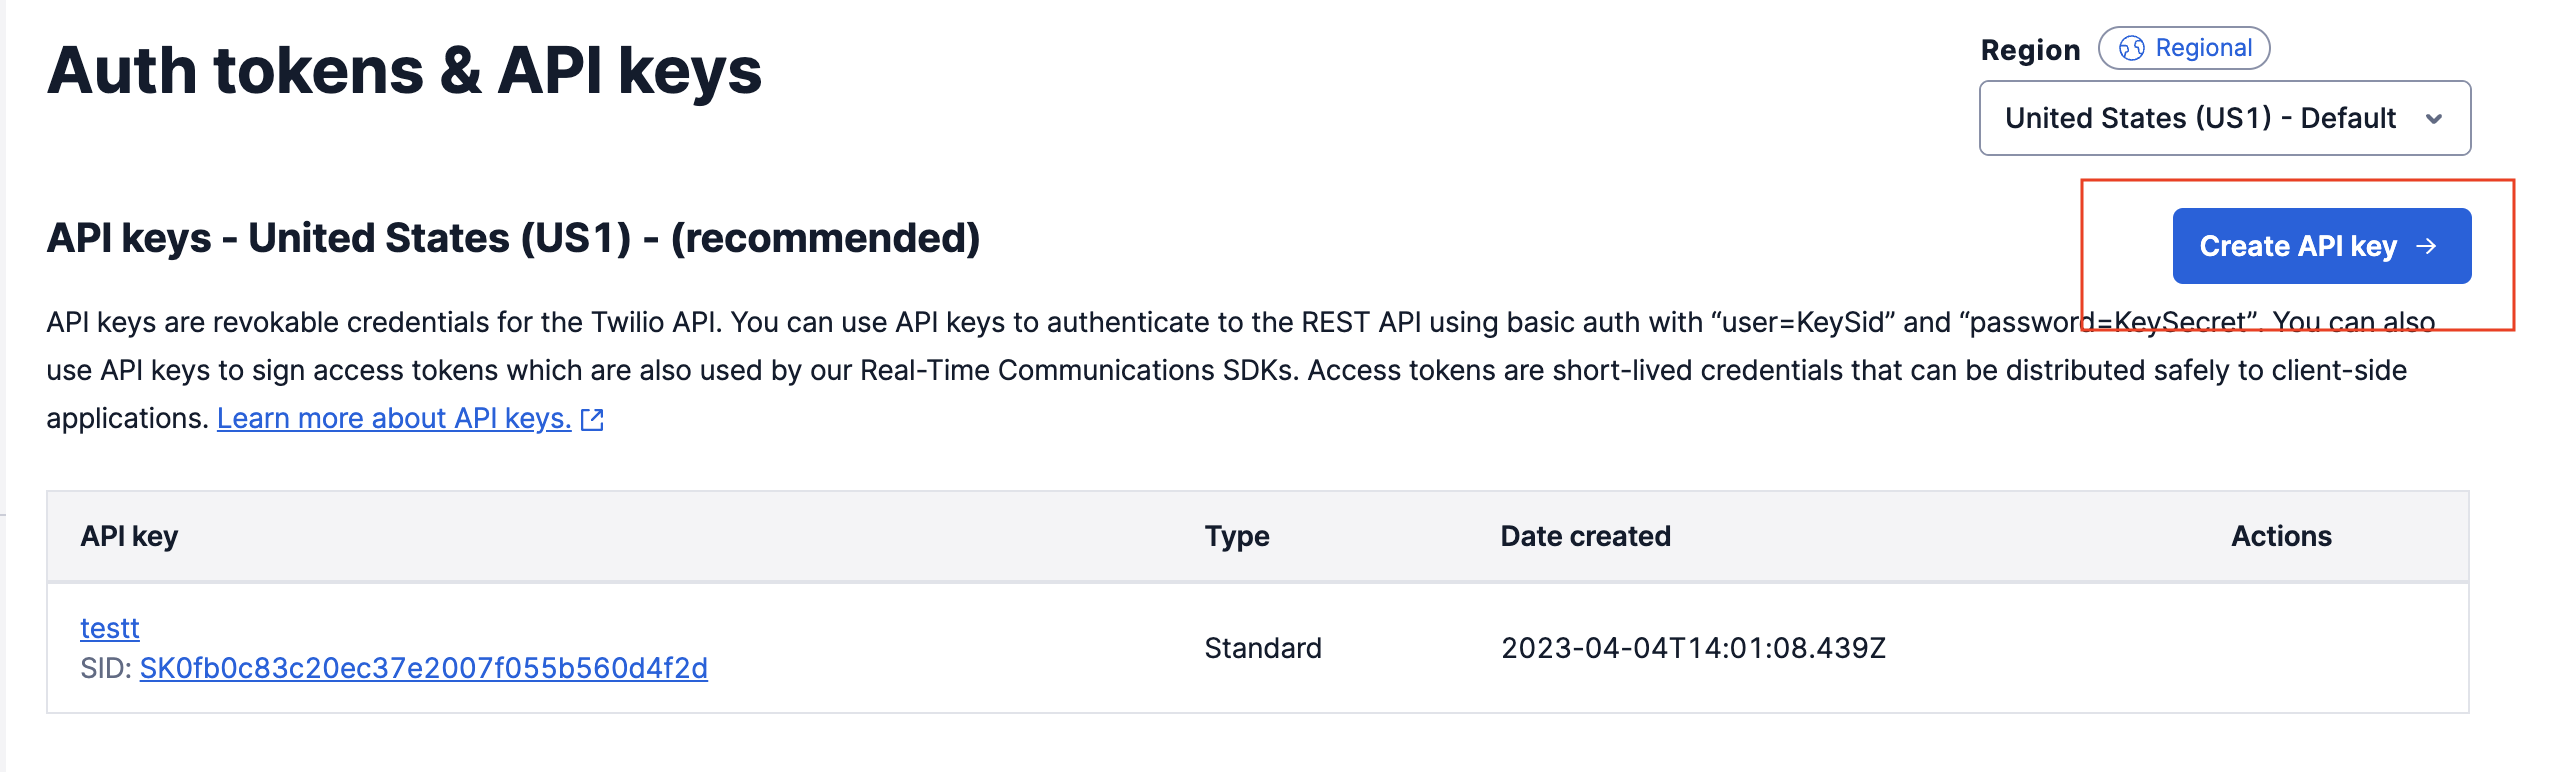 Auth tokens & API keys
Region Regional
United States (US1) - Default
API keys - United States (US1) - (recommended)
Create API key →
API keys are revokable credentials for the Twilio API. You can use API keys to authenticate to the REST API using basic auth with “user=KeySid” and “password=KeySecret”. You can also
use API keys to sign access tokens which are also used by our Real-Time Communications SDKs. Access tokens are short-lived credentials that can be distributed safely to client-side
applications. Learn more about API keys.
API key Type Date created Actions
testt
SID: SK0fb0c83c20ec37e2007f055b560d4f2d
Standard 2023-04-04T14:01:08.439Z